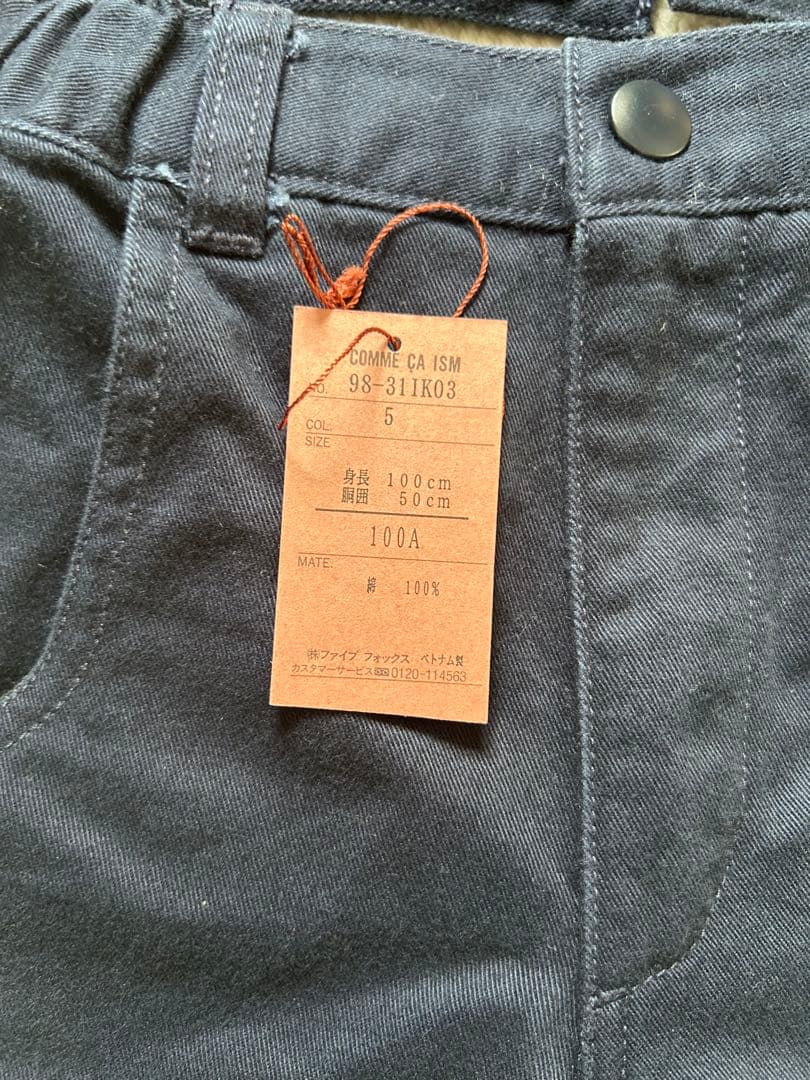 COMME ÇA ISM
NO. 98-31IK03
COL. 5
SIZE
身長 100cm
胴囲 50cm
100A
MATE.
綿 100%
㈱ファイブ フォックス ベトナム製
カスタマーサービス 0120-114563